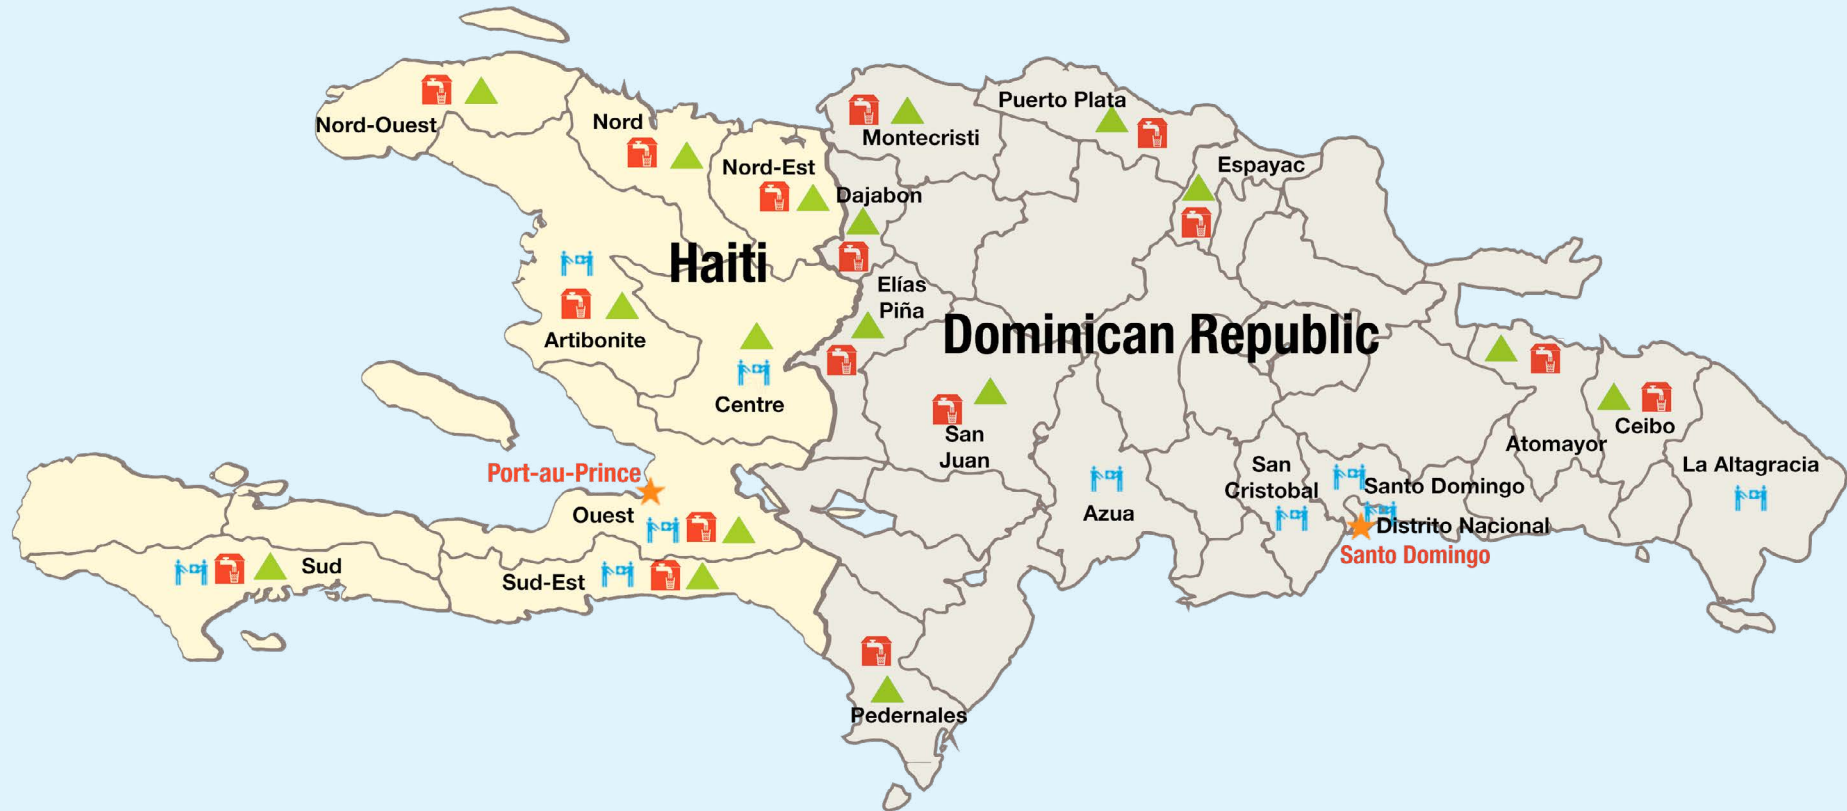 Nord-Ouest
Nord
Nord-Est
Haiti
Artibonite
Centre
Port-au-Prince
Ouest
Sud
Sud-Est
Montecristi
Puerto Plata
Espayac
Dajabon
Elías
Piña
Dominican Republic
San
Juan
Azua
San
Cristobal
Santo Domingo
Distrito Nacional
Santo Domingo
Atomayor
Ceibo
La Altagracia
Pedernales